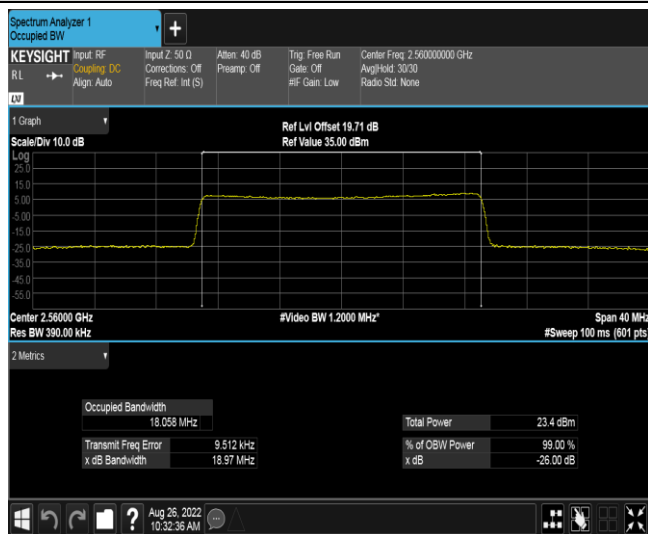 Spectrum Analyzer 1
Occupied BW
+
KEYSIGHT
RL
LXI
Input: RF
Coupling: DC
Align: Auto
Input Z: 50 Ω
Corrections: Off
Freq Ref: Int (S)
Atten: 40 dB
Preamp: Off
Trig: Free Run
Gate: Off
#IF Gain: Low
Center Freq: 2.560000000 GHz
Avg|Hold: 30/30
Radio Std: None
1 Graph
Scale/Div 10.0 dB
Ref Lvl Offset 19.71 dB
Ref Value 35.00 dBm
Log
25.0
15.0
5.00
-5.00
-15.0
-25.0
-35.0
-45.0
-55.0
Center 2.56000 GHz
Res BW 390.00 kHz
#Video BW 1.2000 MHz*
Span 40 MHz
#Sweep 100 ms (601 pts)
2 Metrics
Occupied Bandwidth
18.058 MHz
Transmit Freq Error 9.512 kHz
x dB Bandwidth 18.97 MHz
Total Power 23.4 dBm
% of OBW Power 99.00 %
x dB -26.00 dB
?
Aug 26, 2022
10:32:36 AM